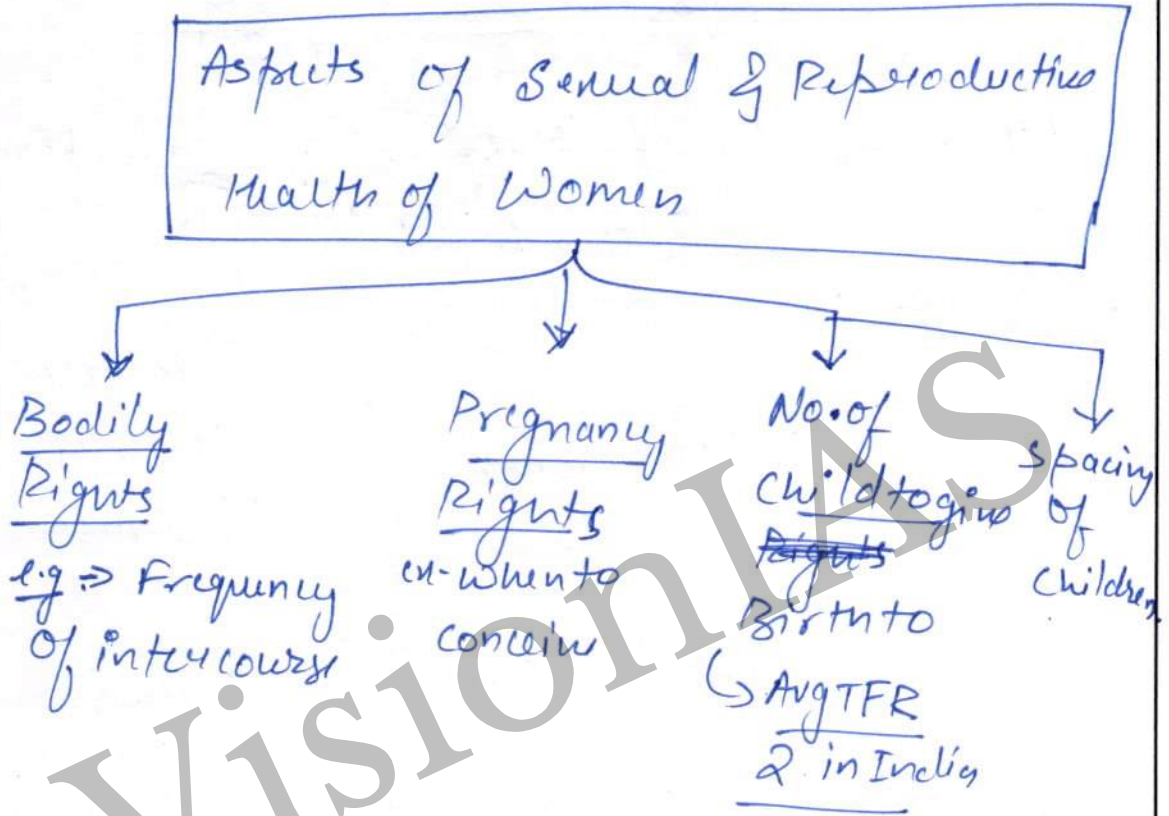 Aspects of Sexual & Reproductive
Health of Women
Bodily
Rights
e.g ⇒ Frequency
of intercourse
Pregnancy
Rights
ex-when to
conceive
No. of
Child to give
Rights
Birth to
↳ Avg TFR
2 in India
Spacing
of
Children
VisionIAS